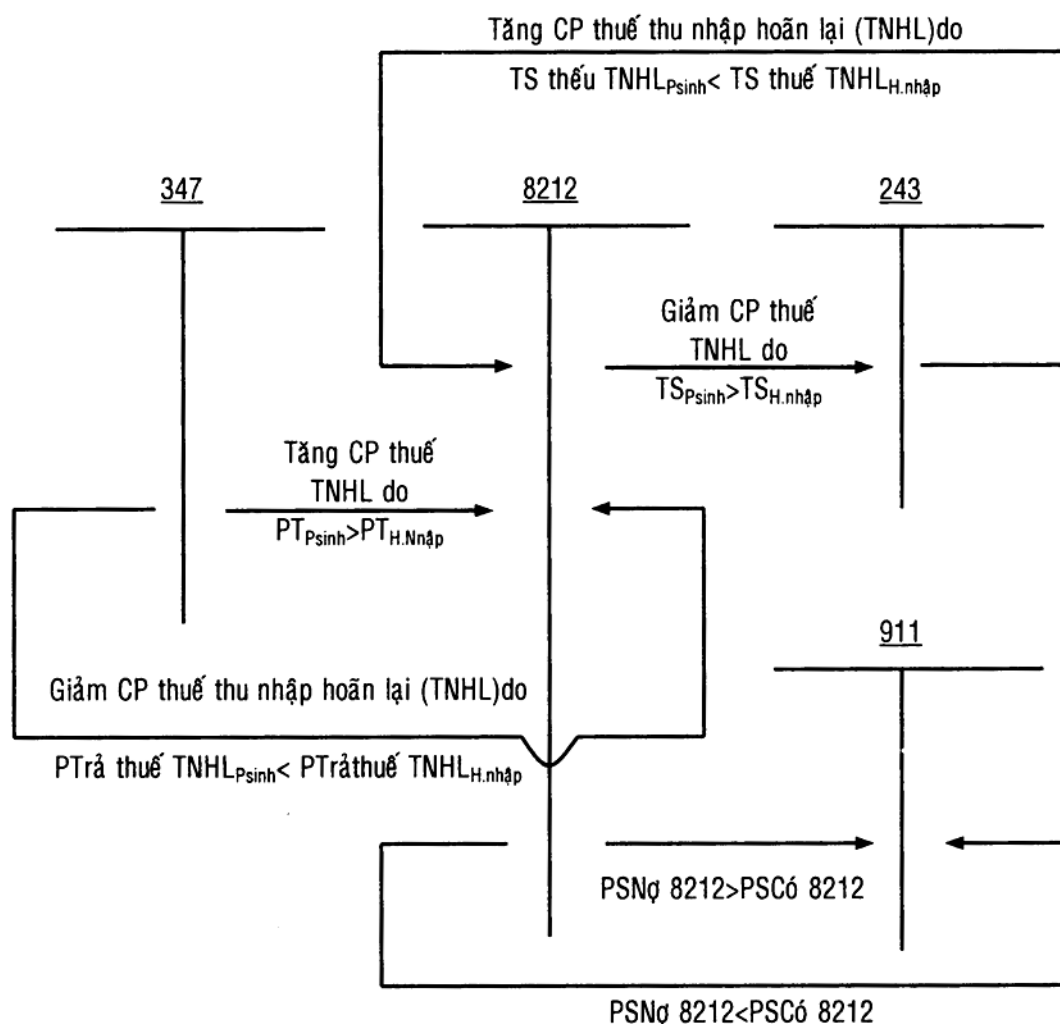 Tăng CP thuế thu nhập hoãn lại (TNHL)do
TS thếu TNHLPsinh< TS thuế TNHLH.nhập
347
8212
243
Giảm CP thuế
TNHL do
TSPsinh>TSH.nhập
Tăng CP thuế
TNHL do
PTPsinh>PTH.Nnập
911
Giảm CP thuế thu nhập hoãn lại (TNHL)do
PTrả thuế TNHLPsinh< PTrảthuế TNHLH.nhập
PSNợ 8212>PSCó 8212
PSNợ 8212<PSCó 8212